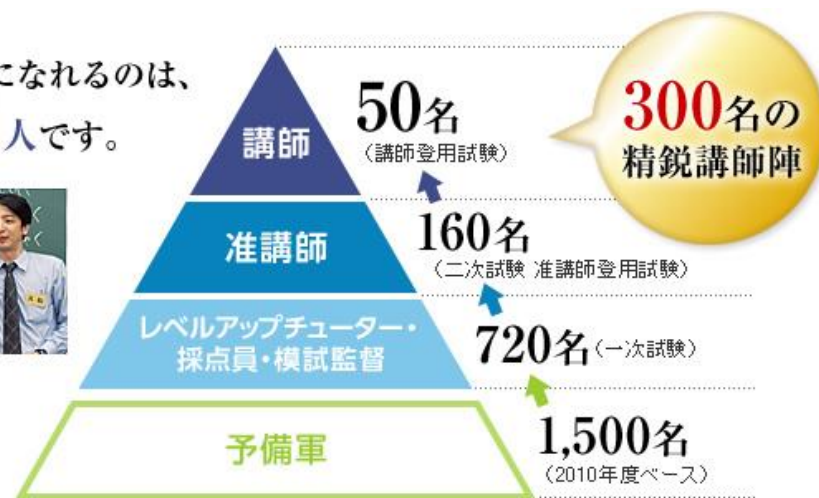 になれるのは、
人です。
講師
50名
（講師登用試験）
300名の
精鋭講師陣
准講師
160名
（二次試験 准講師登用試験）
レベルアップチューター・
採点員・模試監督
720名（一次試験）
予備軍
1,500名
（2010年度ベース）